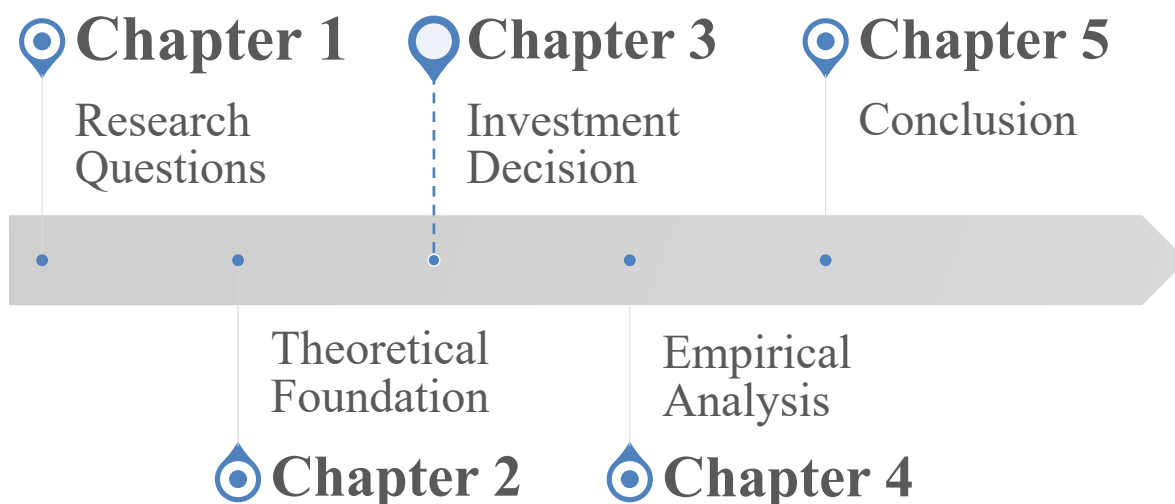 Chapter 1
Research
Questions
Theoretical
Foundation
Chapter 2
Chapter 3
Investment
Decision
Empirical
Analysis
Chapter 4
Chapter 5
Conclusion